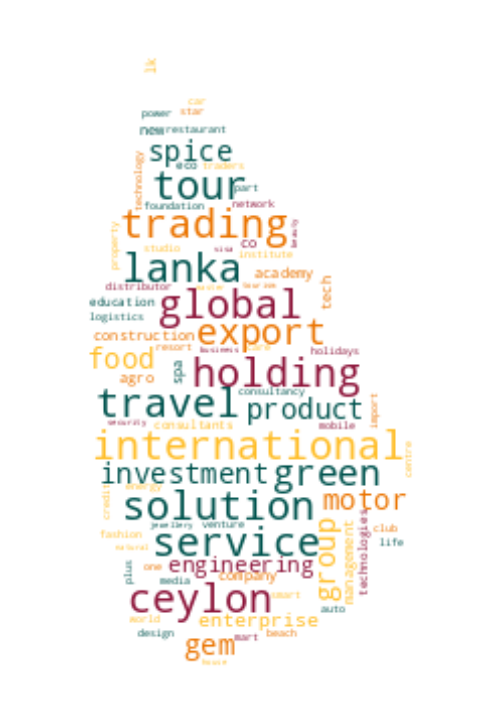 lk
car
power star
new restaurant
spice
eco traders
technology
tour
part
foundation network
trading
beauty
property
co
studio visa institute
lanka
academy
tech
distributor master tourism
education global
logistics
export
construction
resort business care holidays
food
spa holding
agro
consultancy
travel product
import
security consultants mobile
international
centre
investment green
credit energy
solution motor
jewellery venture club
fashion service life
natural
group
management
technologies
engineering
plus one company
media
ceylon smart
auto
world enterprise
design mart beach
gem
house